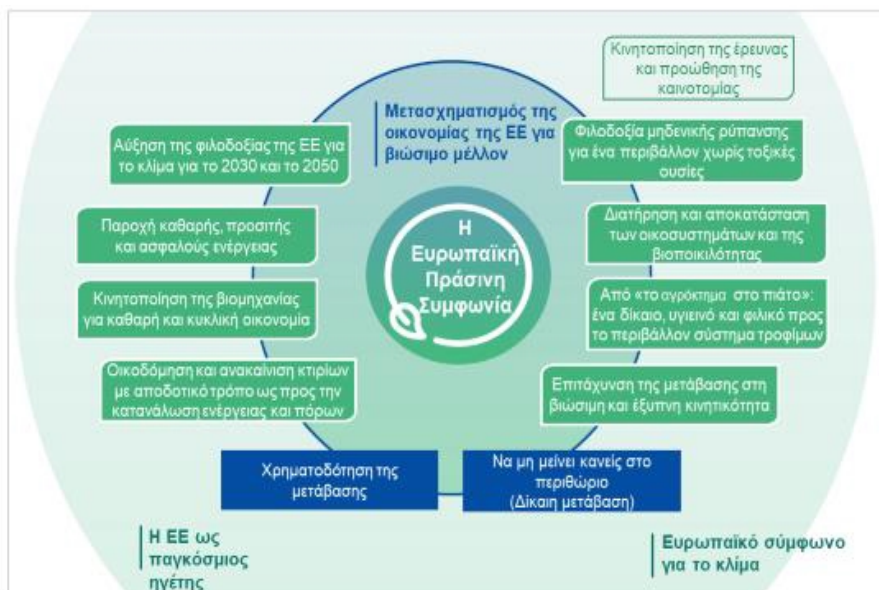 Κινητοποίηση της έρευνας
και προώθηση της
καινοτομίας
Μετασχηματισμός της
οικονομίας της ΕΕ για
βιώσιμο μέλλον
Αύξηση της φιλοδοξίας της ΕΕ για
το κλίμα για το 2030 και το 2050
Φιλοδοξία μηδενικής ρύπανσης
για ένα περιβάλλον χωρίς τοξικές
ουσίες
Παροχή καθαρής, προσιτής
και ασφαλούς ενέργειας
Η
Ευρωπαϊκή
Πράσινη
Συμφωνία
Διατήρηση και αποκατάσταση
των οικοσυστημάτων και της
βιοποικιλότητας
Κινητοποίηση της βιομηχανίας
για καθαρή και κυκλική οικονομία
Από «το αγρόκτημα στο πιάτο»:
ένα δίκαιο, υγιεινό και φιλικό προς
το περιβάλλον σύστημα τροφίμων
Οικοδόμηση και ανακαίνιση κτιρίων
με αποδοτικό τρόπο ως προς την
κατανάλωση ενέργειας και πόρων
Επιτάχυνση της μετάβασης στη
βιώσιμη και έξυπνη κινητικότητα
Χρηματοδότηση της
μετάβασης
Να μη μείνει κανείς στο
περιθώριο
(Δίκαιη μετάβαση)
Η ΕΕ ως
παγκόσμιος
ηγέτης
Ευρωπαϊκό σύμφωνο
για το κλίμα